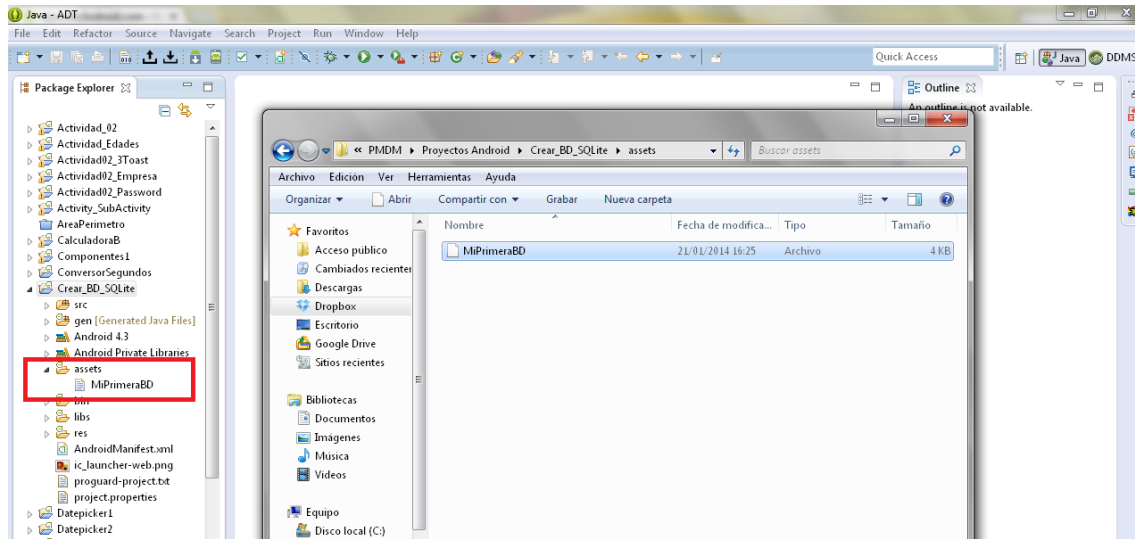 Java - ADT
File Edit Refactor Source Navigate Search Project Run Window Help
Quick Access
Java
DDMS
Package Explorer
Actividad_02
Actividad_Edades
Actividad02_3Toast
Actividad02_Empresa
Actividad02_Password
Activity_SubActivity
AreaPerimetro
CalculadoraB
Componentes1
ConversorSegundos
Crear_BD_SQLite
src
gen [Generated Java Files]
Android 4.3
Android Private Libraries
assets
MiPrimeraBD
bin
libs
res
AndroidManifest.xml
ic_launcher-web.png
proguard-project.txt
project.properties
Datepicker1
Datepicker2
Outline
An outline is not available.
« PMDM Proyectos Android Crear_BD_SQLite assets
Buscar assets
Archivo Edición Ver Herramientas Ayuda
Organizar Abrir Compartir con Grabar Nueva carpeta
Favoritos
Acceso público
Cambiados recientemen
Descargas
Dropbox
Escritorio
Google Drive
Sitios recientes
Bibliotecas
Documentos
Imágenes
Música
Vídeos
Equipo
Disco local (C:)
Nombre Fecha de modifica... Tipo Tamaño
MiPrimeraBD 21/01/2014 16:25 Archivo 4 KB